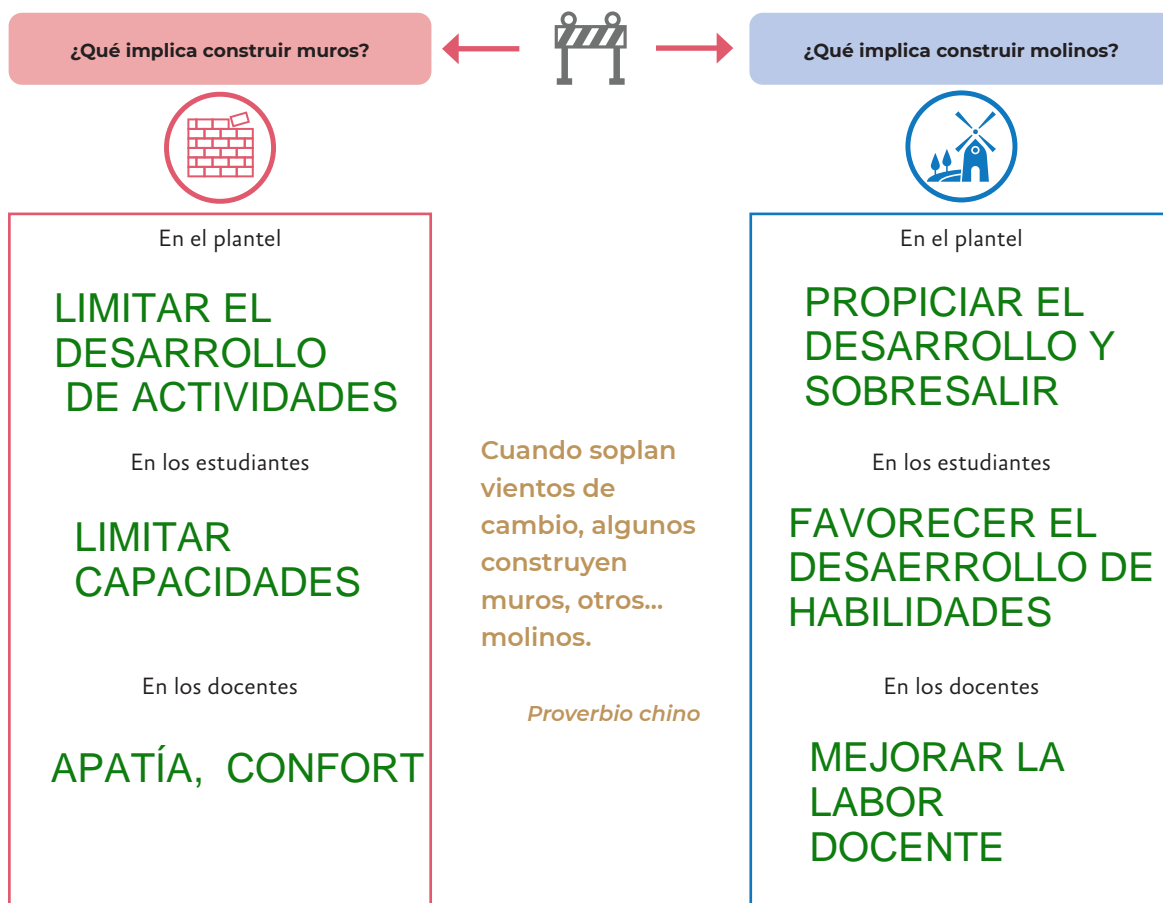 ¿Qué implica construir muros?
¿Qué implica construir molinos?
En el plantel
LIMITAR EL
DESARROLLO
DE ACTIVIDADES
En los estudiantes
LIMITAR
CAPACIDADES
En los docentes
APATÍA, CONFORT
Cuando soplan
vientos de
cambio, algunos
construyen
muros, otros...
molinos.
Proverbio chino
En el plantel
PROPICIAR EL
DESARROLLO Y
SOBRESALIR
En los estudiantes
FAVORECER EL
DESAERROLLO DE
HABILIDADES
En los docentes
MEJORAR LA
LABOR
DOCENTE